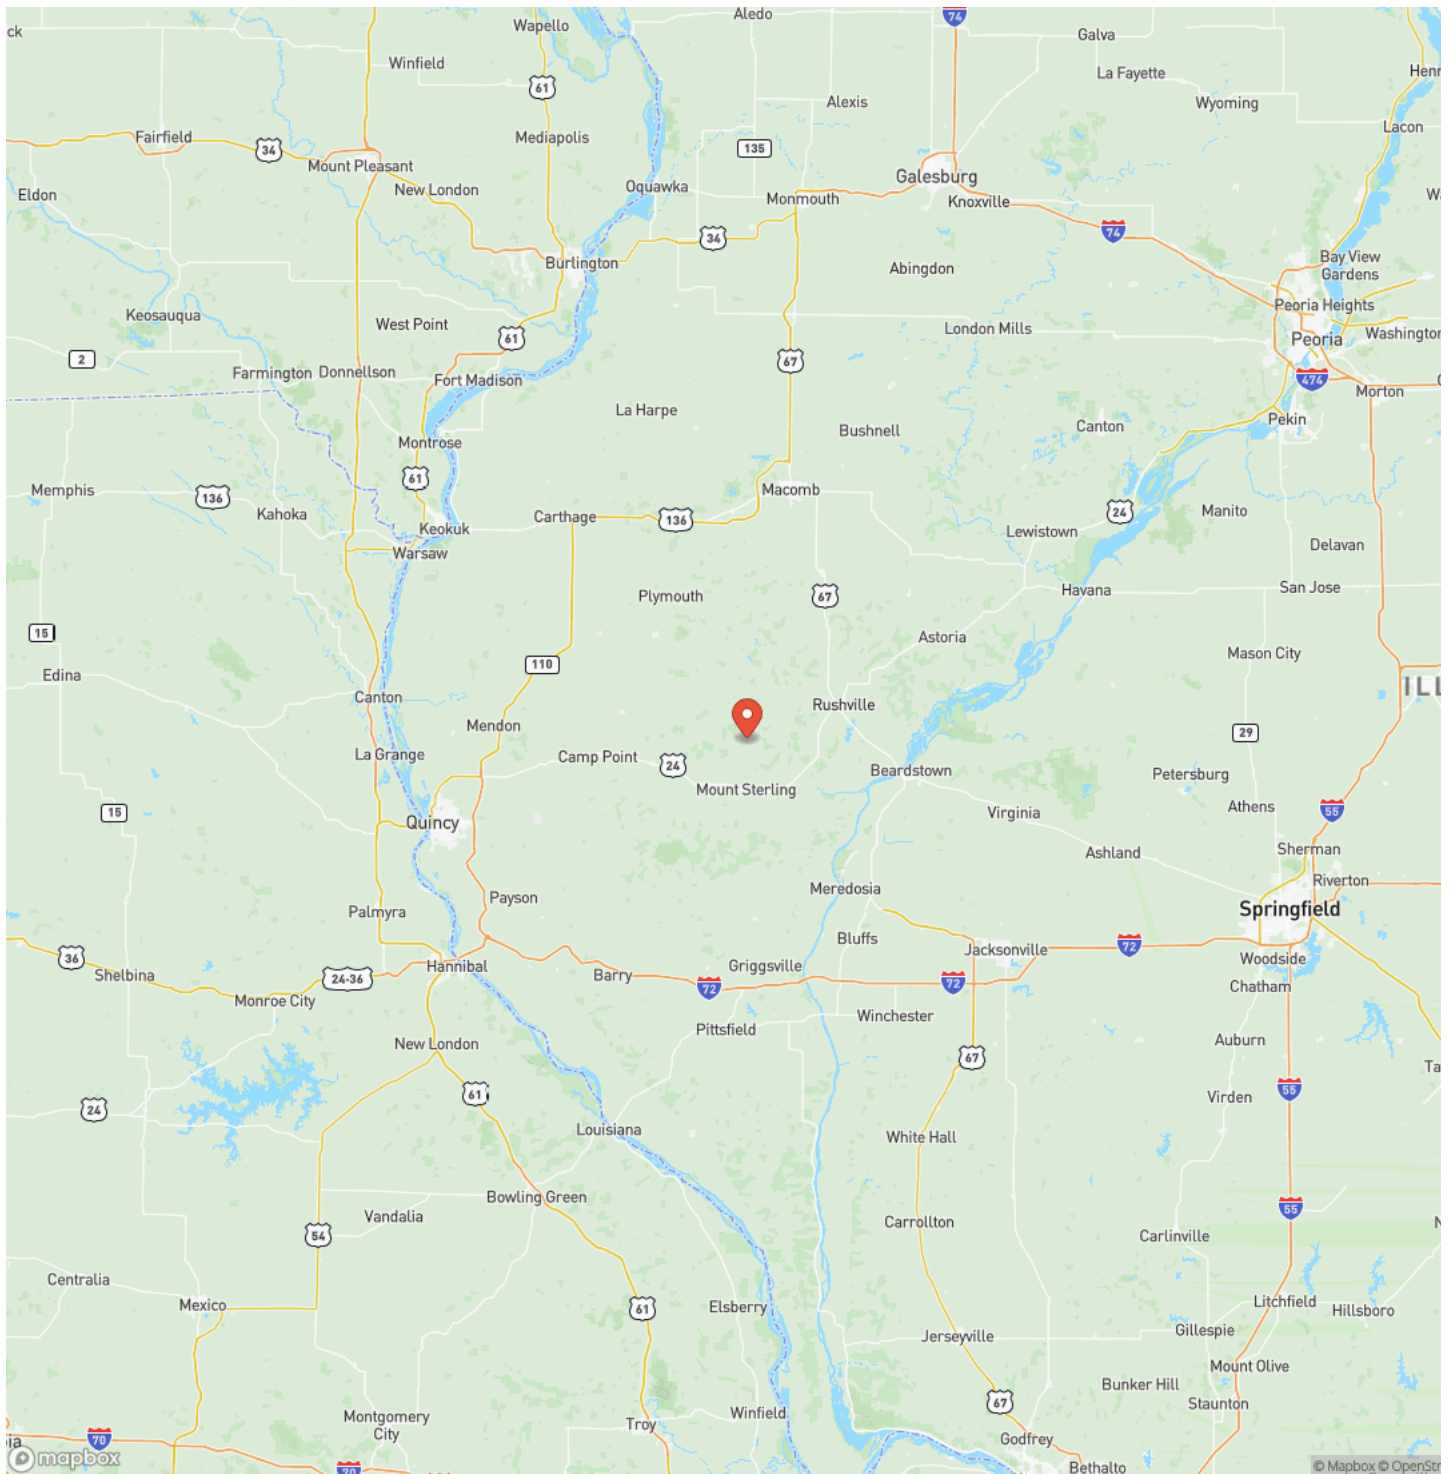 Wapello
Aledo
74
Galva
ck
Winfield
La Fayette
Henr
61
Alexis
Wyoming
Lacon
Fairfield
34
Mediapolis
135
Mount Pleasant
Galesburg
Eldon
New London
Oquawka
Monmouth
Knoxville
Wa
34
74
Burlington
Abingdon
Bay View
Gardens
Keosauqua
West Point
Peoria Heights
61
London Mills
Peoria
Washington
2
67
Farmington
Donnellson
Fort Madison
474
Morton
La Harpe
Pekin
Bushnell
Canton
Montrose
61
Memphis
136
Macomb
Kahoka
Keokuk
Carthage
136
24
Manito
Lewistown
Warsaw
Delavan
Plymouth
67
Havana
San Jose
15
Astoria
Mason City
Edina
110
Canton
Rushville
ILL
Mendon
29
La Grange
Camp Point
24
Beardstown
Petersburg
Mount Sterling
15
Quincy
Virginia
Athens
55
Ashland
Sherman
Meredosia
Riverton
Payson
Palmyra
Springfield
Bluffs
Jacksonville
72
36
Shelbina
24-36
Hannibal
Barry
72
Griggsville
72
Woodside
Chatham
Monroe City
Pittsfield
Winchester
New London
67
Auburn
Ta
24
61
55
Virden
Louisiana
White Hall
Bowling Green
Vandalia
55
54
Carrollton
Carlinville
N
Centralia
Mexico
61
Elsberry
Litchfield
Hillsboro
Jerseyville
Gillespie
Mount Olive
Bunker Hill
67
Staunton
Montgomery
City
Troy
Winfield
70
ia
Godfrey
mapbox
70
Bethalto
© Mapbox © OpenStr